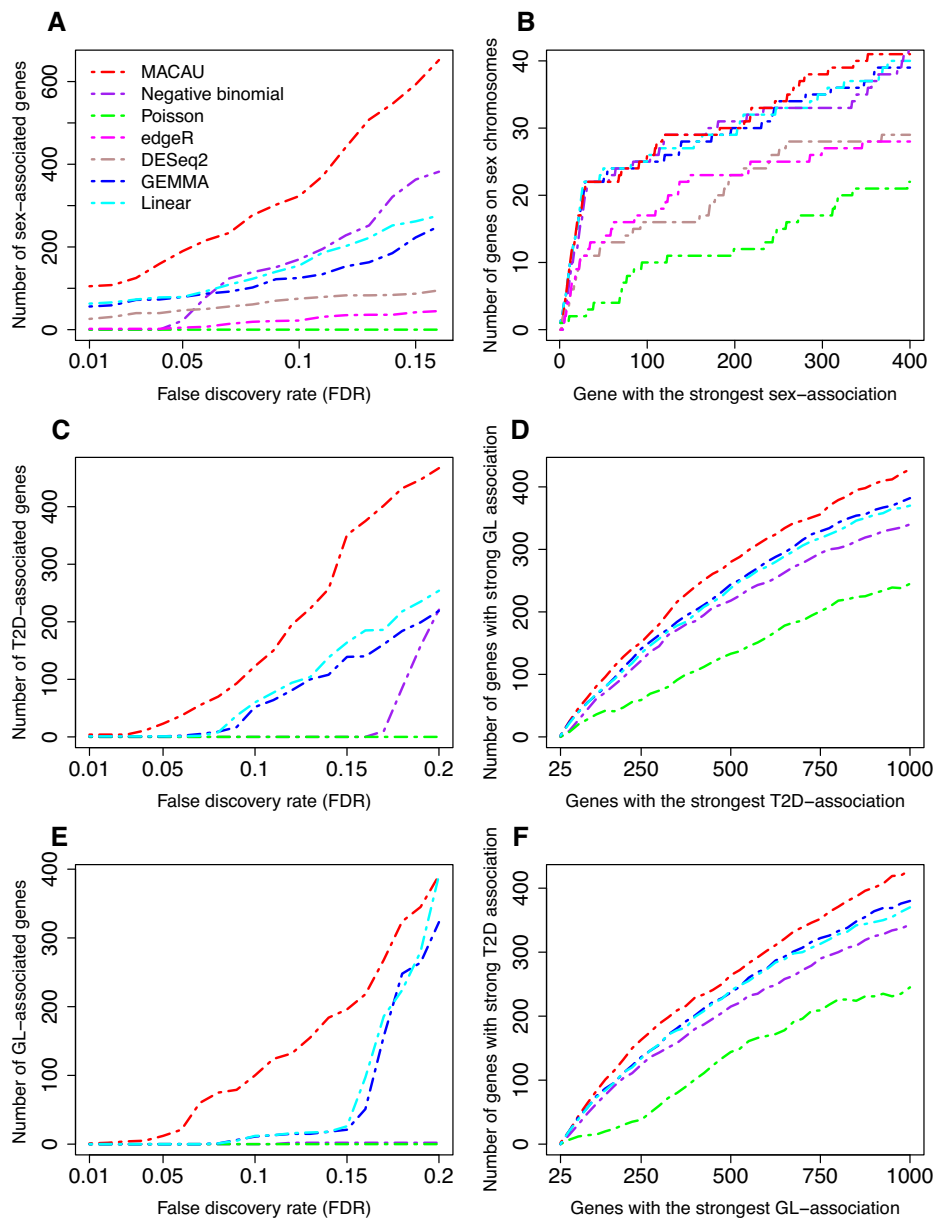 A
Number of sex−associated genes
0
200
400
600
MACAU
Negative binomial
Poisson
edgeR
DESeq2
GEMMA
Linear
0.01
0.05
0.1
0.15
False discovery rate (FDR)
B
Number of genes on sex chromosomes
0
10
20
30
40
0
100
200
300
400
Gene with the strongest sex−association
C
Number of T2D−associated genes
0
100
200
300
400
0.01
0.05
0.1
0.15
0.2
False discovery rate (FDR)
D
Number of genes with strong GL association
0
100
200
300
400
25
250
500
750
1000
Genes with the strongest T2D−association
E
Number of GL−associated genes
0
100
200
300
400
0.01
0.05
0.1
0.15
0.2
False discovery rate (FDR)
F
Number of genes with strong T2D association
0
100
200
300
400
25
250
500
750
1000
Genes with the strongest GL−association